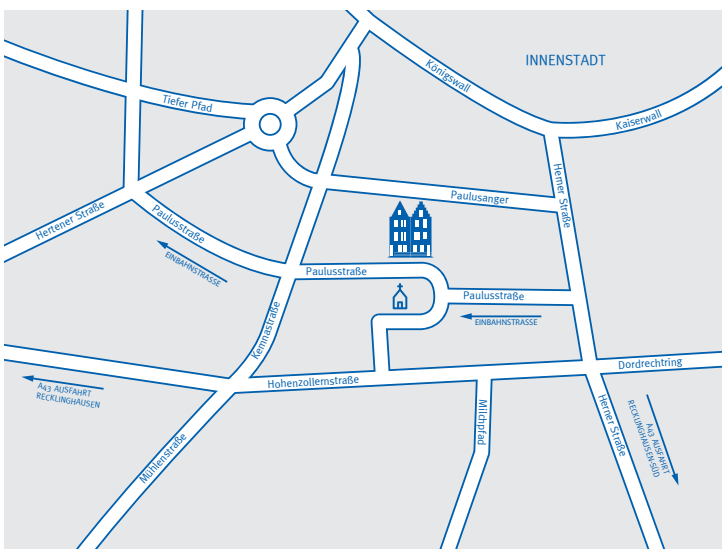 INNENSTADT
Königswall
Kaiserwall
Tiefer Pfad
Herner Straße
Paulusanger
Hertener Straße
Paulusstraße
EINBAHNSTRASSE
Paulusstraße
Paulusstraße
EINBAHNSTRASSE
Kemnastraße
Hohenzollernstraße
Dordrechtring
A43 AUSFAHRT
RECKLINGHAUSEN
Milchpfad
Herner Straße
A43 AUSFAHRT
RECKLINGHAUSEN-SÜD
Mühlenstraße